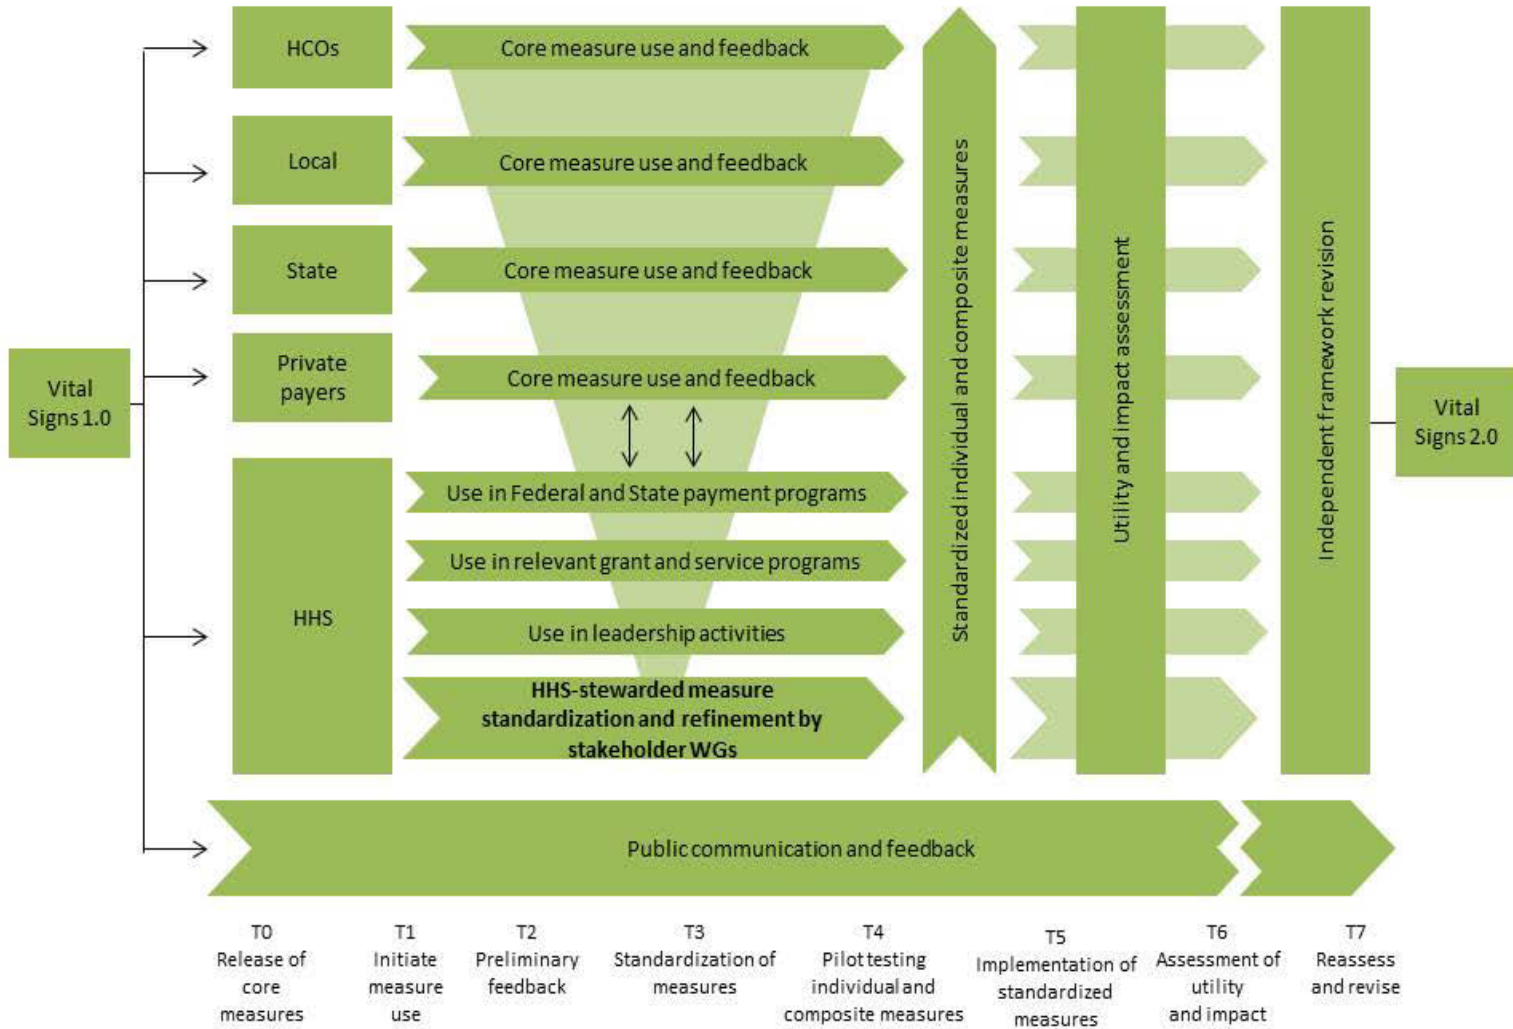 Vital
Signs 1.0
HCOs
Core measure use and feedback
Local
Core measure use and feedback
State
Core measure use and feedback
Private
payers
Core measure use and feedback
HHS
Use in Federal and State payment programs
Use in relevant grant and service programs
Use in leadership activities
HHS-stewarded measure
standardization and refinement by
stakeholder WGs
Standardized individual and composite measures
Utility and impact assessment
Independent framework revision
Vital
Signs 2.0
Public communication and feedback
T0
Release of
core
measures
T1
Initiate
measure
use
T2
Preliminary
feedback
T3
Standardization of
measures
T4
Pilot testing
individual and
composite measures
T5
Implementation of
standardized
measures
T6
Assessment of
utility
and impact
T7
Reassess
and revise